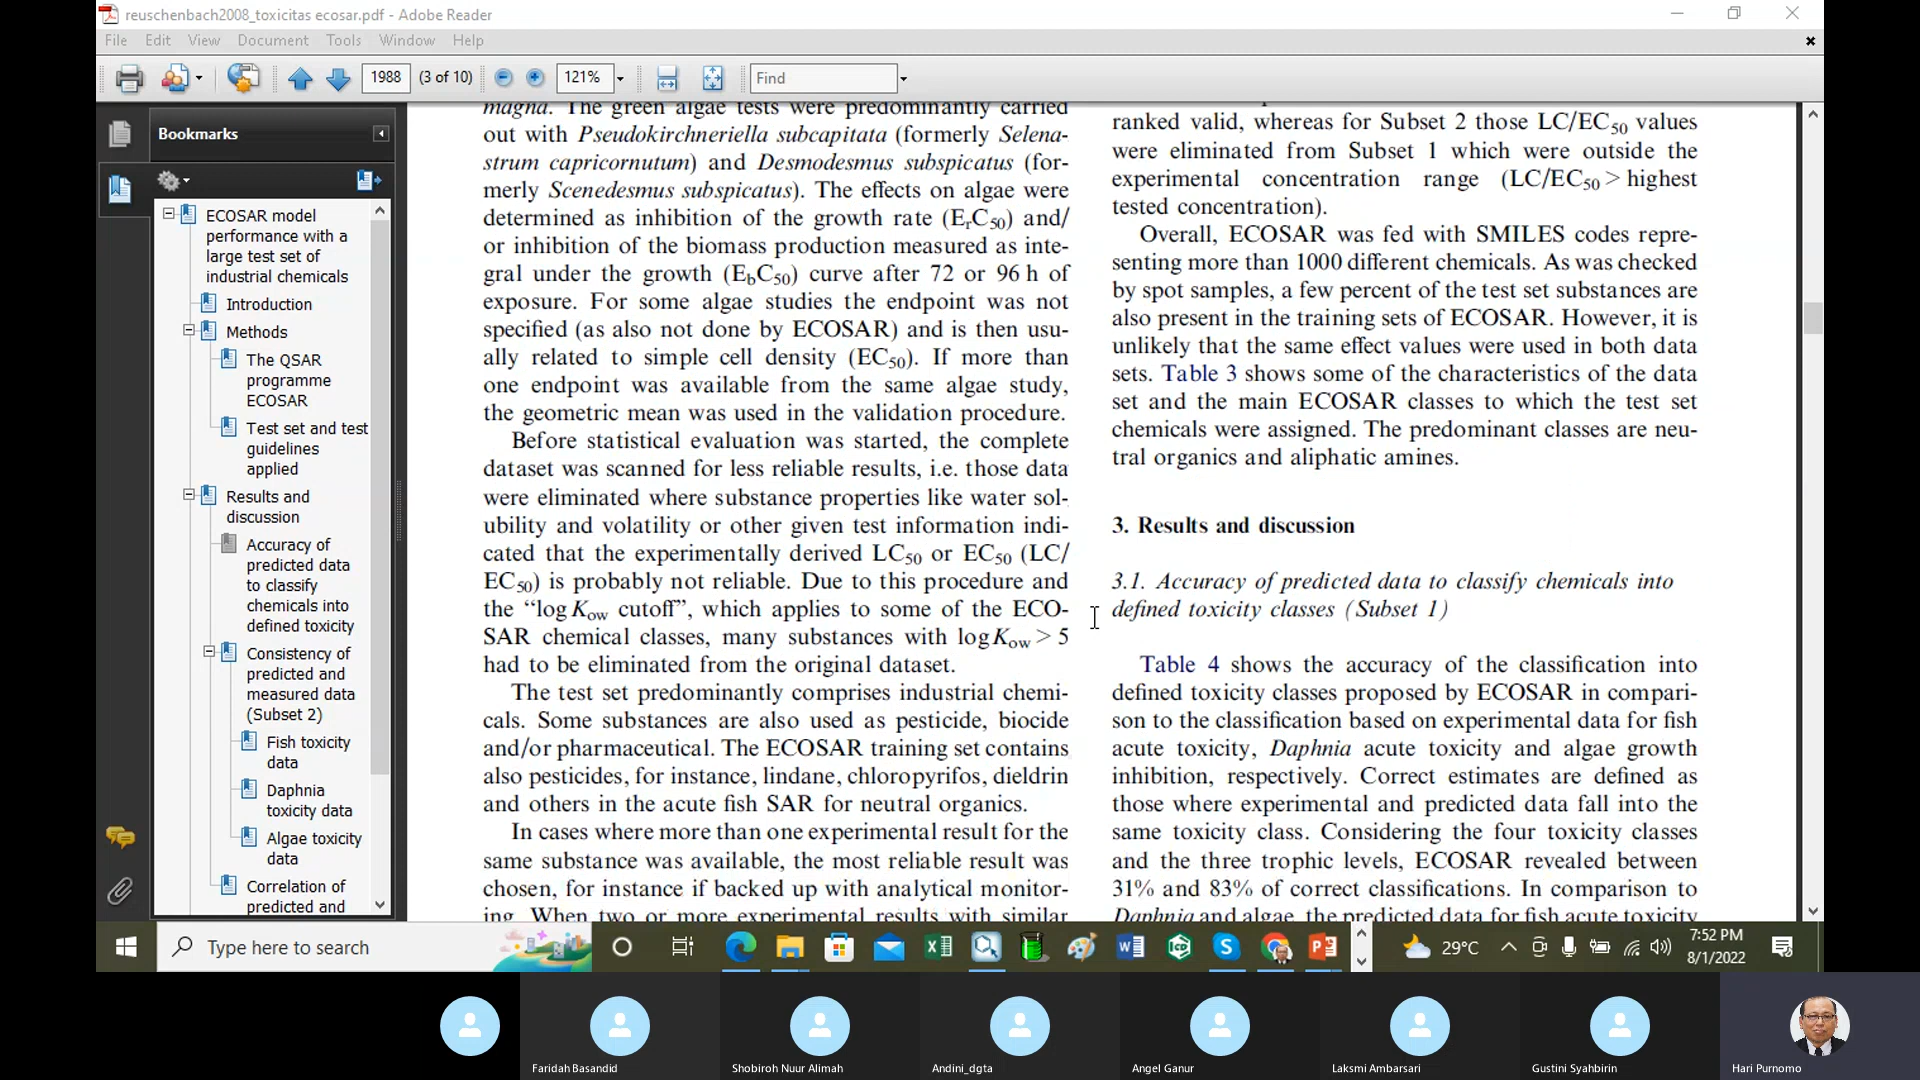 reuschenbach2008_toxicitas ecosar.pdf - Adobe Reader
File Edit View Document Tools Window Help
1988 (3 of 10) 121% Find
Bookmarks
ECOSAR model
performance with a
large test set of
industrial chemicals
Introduction
Methods
The QSAR
programme
ECOSAR
Test set and test
guidelines
applied
Results and
discussion
Accuracy of
predicted data
to classify
chemicals into
defined toxicity
Consistency of
predicted and
measured data
(Subset 2)
Fish toxicity
data
Daphnia
toxicity data
Algae toxicity
data
Correlation of
predicted and
magna. The green algae tests were predominantly carried
out with Pseudokirchneriella subcapitata (formerly Selena-
strum capricornutum) and Desmodesmus subspicatus (for-
merly Scenedesmus subspicatus). The effects on algae were
determined as inhibition of the growth rate (ErC50) and/
or inhibition of the biomass production measured as inte-
gral under the growth (EbC50) curve after 72 or 96 h of
exposure. For some algae studies the endpoint was not
specified (as also not done by ECOSAR) and is then usu-
ally related to simple cell density (EC50). If more than
one endpoint was available from the same algae study,
the geometric mean was used in the validation procedure.
Before statistical evaluation was started, the complete
dataset was scanned for less reliable results, i.e. those data
were eliminated where substance properties like water sol-
ubility and volatility or other given test information indi-
cated that the experimentally derived LC50 or EC50 (LC/
EC50) is probably not reliable. Due to this procedure and
the “log Kow cutoff”, which applies to some of the ECO-
SAR chemical classes, many substances with log Kow > 5
had to be eliminated from the original dataset.
The test set predominantly comprises industrial chemi-
cals. Some substances are also used as pesticide, biocide
and/or pharmaceutical. The ECOSAR training set contains
also pesticides, for instance, lindane, chloropyrifos, dieldrin
and others in the acute fish SAR for neutral organics.
In cases where more than one experimental result for the
same substance was available, the most reliable result was
chosen, for instance if backed up with analytical monitor-
ing. When two or more experimental results with similar
ranked valid, whereas for Subset 2 those LC/EC50 values
were eliminated from Subset 1 which were outside the
experimental concentration range (LC/EC50 > highest
tested concentration).
Overall, ECOSAR was fed with SMILES codes repre-
senting more than 1000 different chemicals. As was checked
by spot samples, a few percent of the test set substances are
also present in the training sets of ECOSAR. However, it is
unlikely that the same effect values were used in both data
sets. Table 3 shows some of the characteristics of the data
set and the main ECOSAR classes to which the test set
chemicals were assigned. The predominant classes are neu-
tral organics and aliphatic amines.
3. Results and discussion
3.1. Accuracy of predicted data to classify chemicals into
defined toxicity classes (Subset 1)
Table 4 shows the accuracy of the classification into
defined toxicity classes proposed by ECOSAR in compari-
son to the classification based on experimental data for fish
acute toxicity, Daphnia acute toxicity and algae growth
inhibition, respectively. Correct estimates are defined as
those where experimental and predicted data fall into the
same toxicity class. Considering the four toxicity classes
and the three trophic levels, ECOSAR revealed between
31% and 83% of correct classifications. In comparison to
Daphnia and algae, the predicted data for fish acute toxicity
Type here to search
29°C
7:52 PM
8/1/2022
Faridah Basandid
Shobiroh Nuur Alimah
Andini_dgta
Angel Ganur
Laksmi Ambarsari
Gustini Syahbirin
Hari Purnomo